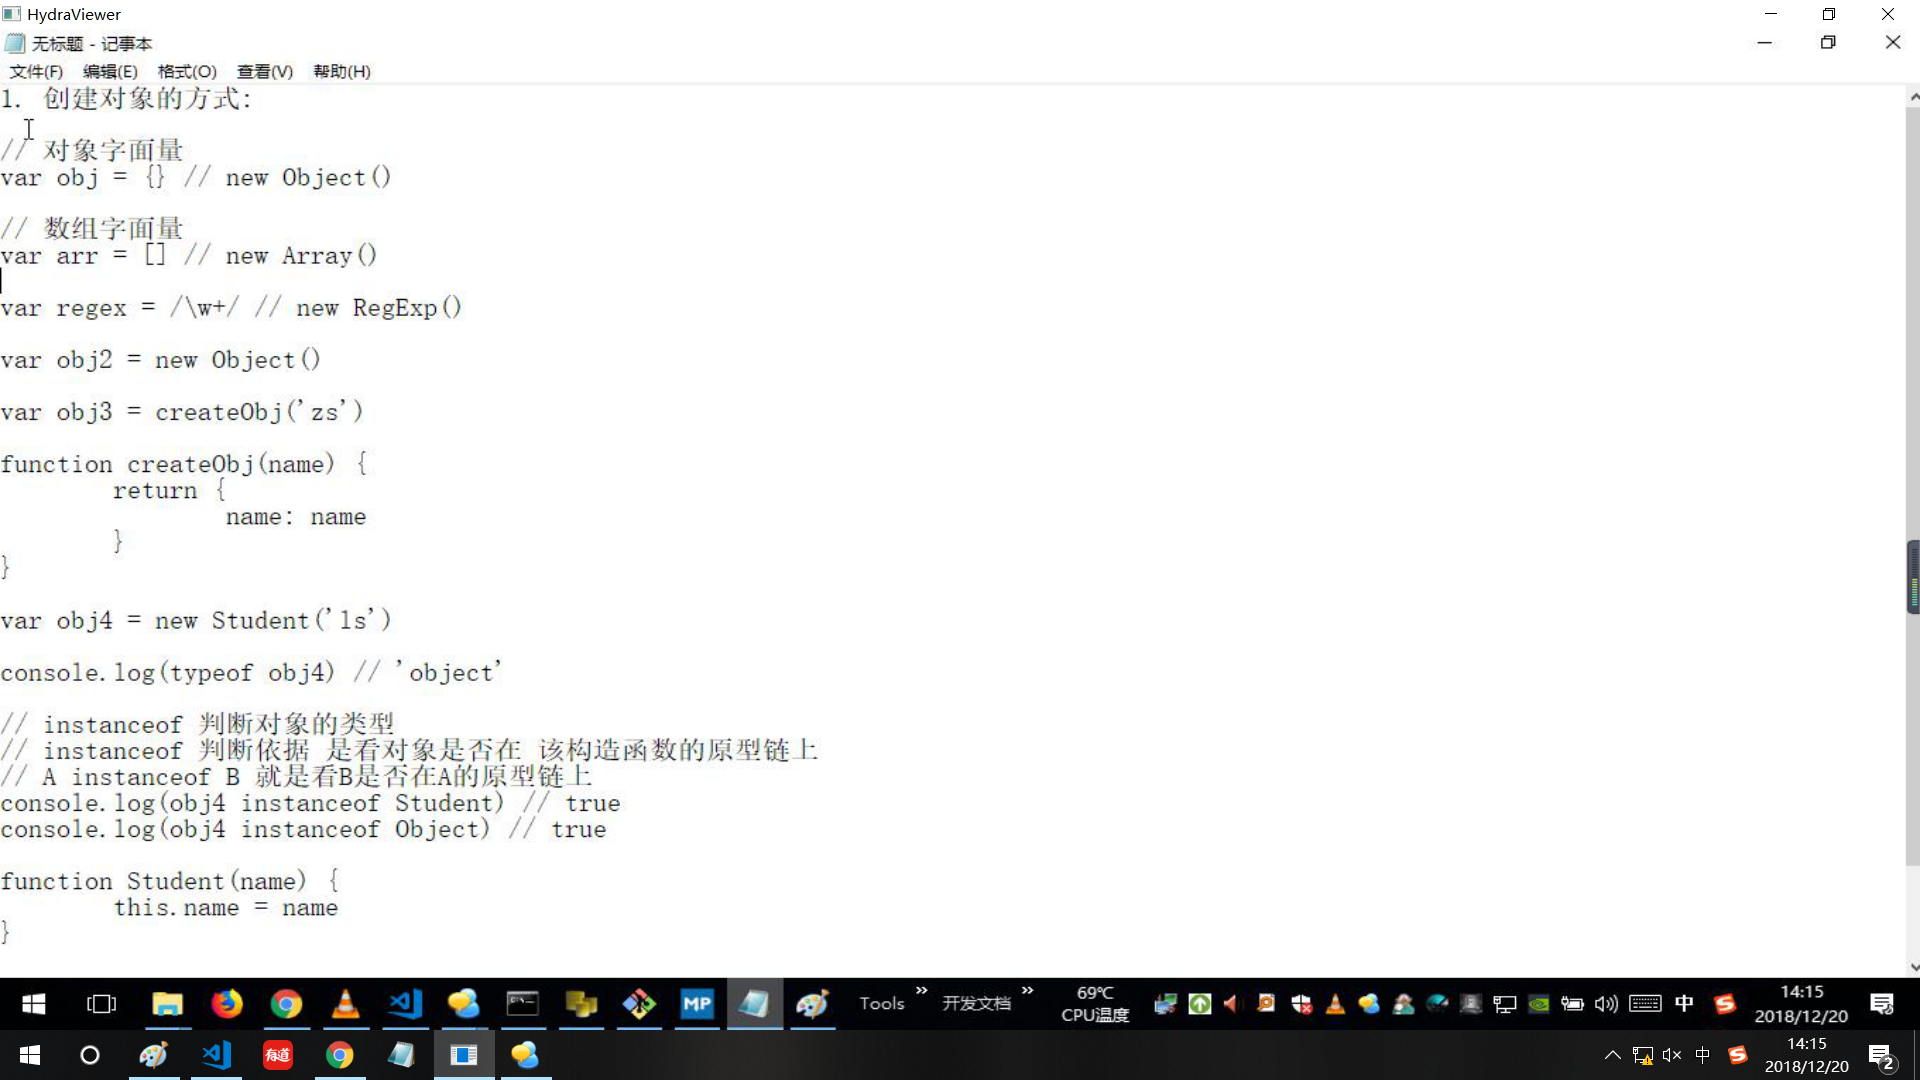 HydraViewer
无标题 - 记事本
文件(F) 编辑(E) 格式(O) 查看(V) 帮助(H)
1. 创建对象的方式:
// 对象字面量
var obj = {} // new Object()
// 数组字面量
var arr = [] // new Array()
var regex = /\w+/ // new RegExp()
var obj2 = new Object()
var obj3 = createObj('zs')
function createObj(name) {
return {
name: name
}
}
var obj4 = new Student('ls')
console.log(typeof obj4) // 'object'
// instanceof 判断对象的类型
// instanceof 判断依据 是看对象是否在 该构造函数的原型链上
// A instanceof B 就是看B是否在A的原型链上
console.log(obj4 instanceof Student) // true
console.log(obj4 instanceof Object) // true
function Student(name) {
this.name = name
}
MP Tools » 开发文档 » 69℃ 中 14:15
CPU温度 2018/12/20
有道 中 14:15 2
2018/12/20